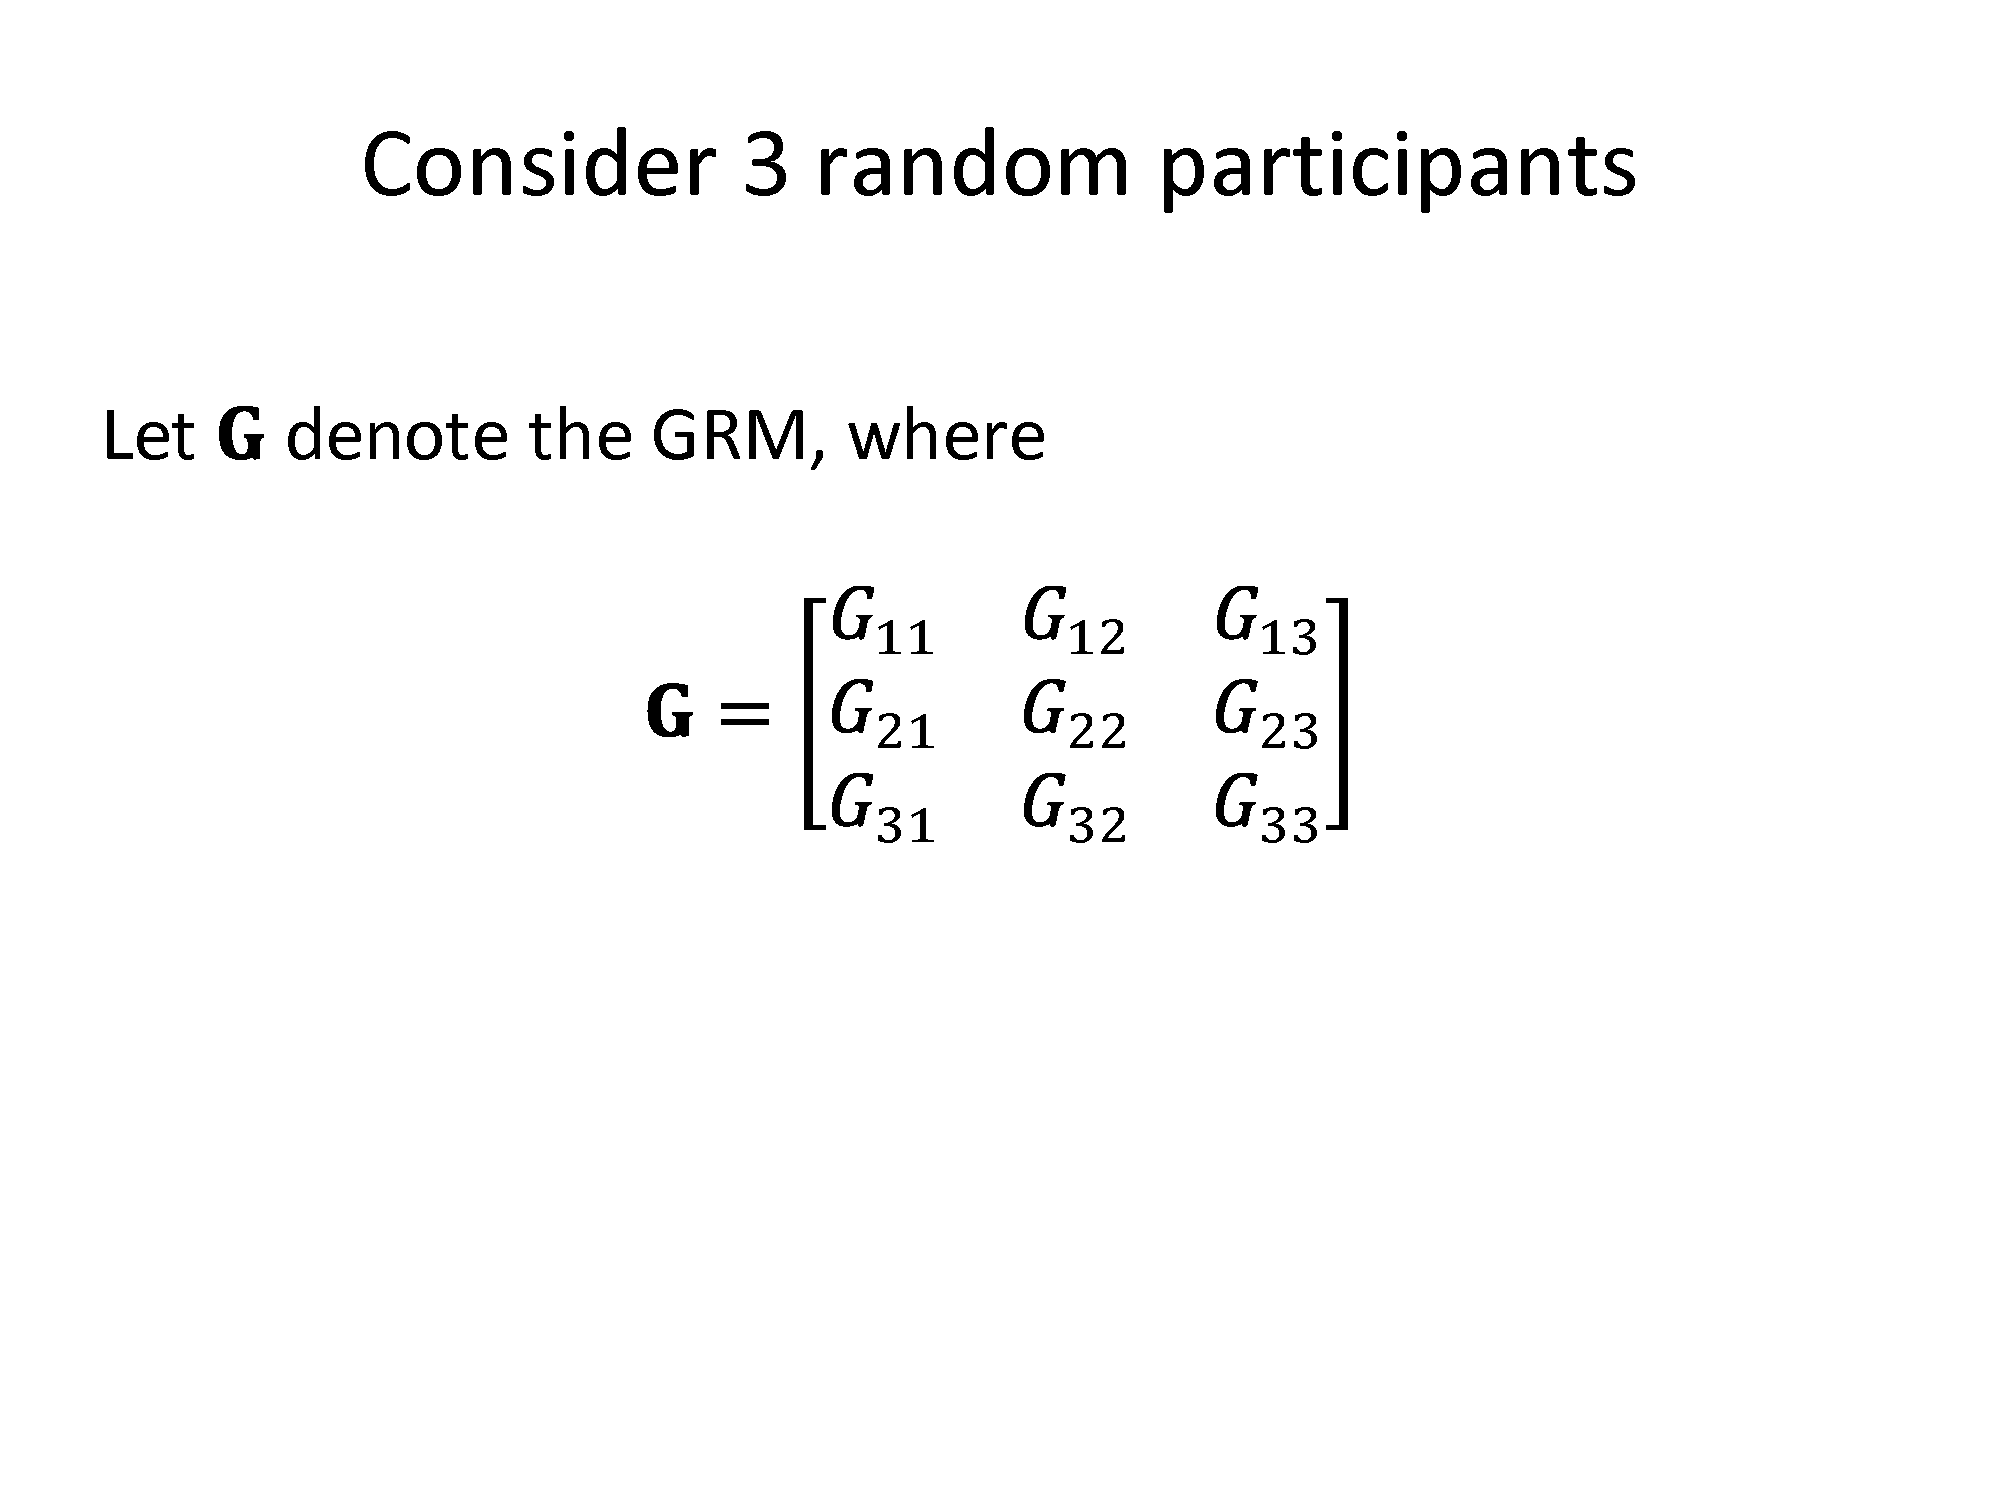 Consider 3 random participants
Let 𝐆 denote the GRM, where
𝐆 = [G₁₁ G₁₂ G₁₃
G₂₁ G₂₂ G₂₃
G₃₁ G₃₂ G₃₃]